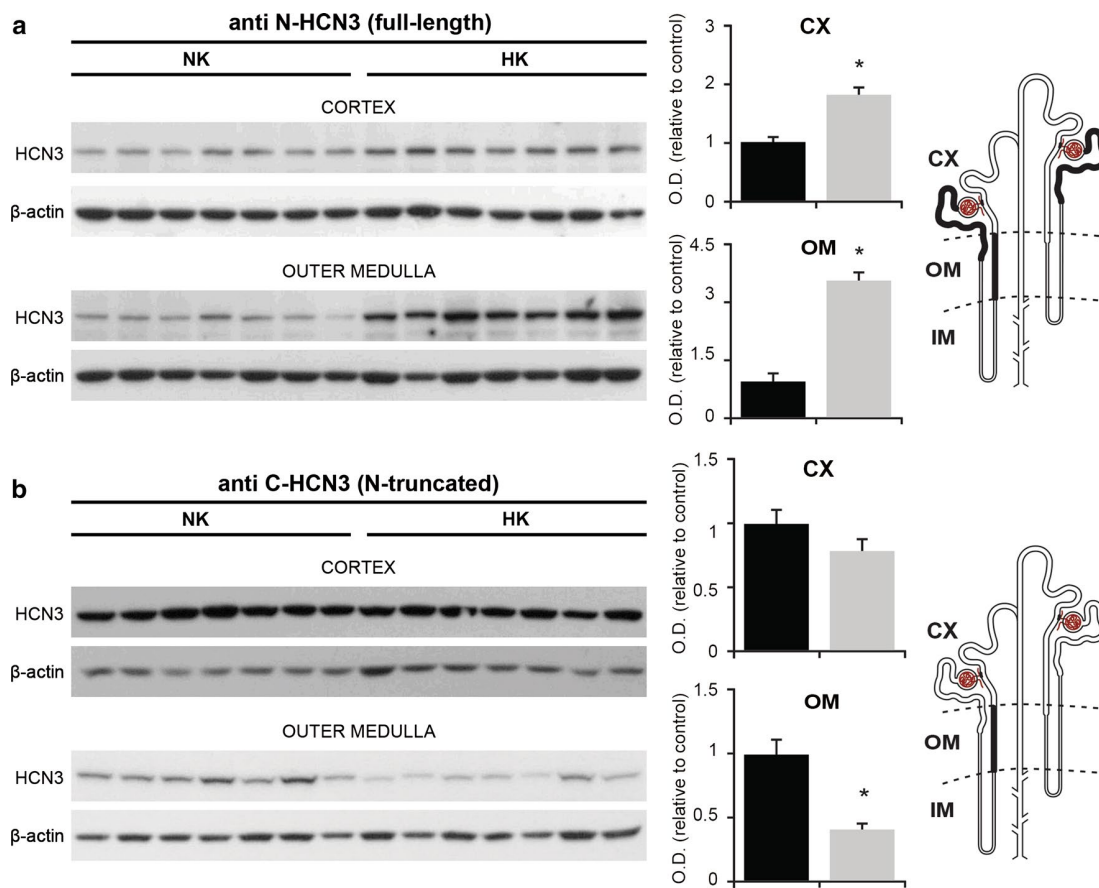 a
anti N-HCN3 (full-length)
NK HK
CORTEX
HCN3
β-actin
OUTER MEDULLA
HCN3
β-actin
O.D. (relative to control)
CX
3
2
1
0
*
O.D. (relative to control)
OM
4.5
3
1.5
0
*
CX
OM
IM
b
anti C-HCN3 (N-truncated)
NK HK
CORTEX
HCN3
β-actin
OUTER MEDULLA
HCN3
β-actin
O.D. (relative to control)
CX
1.5
1
0.5
0
O.D. (relative to control)
OM
1.5
1
0.5
0
*
CX
OM
IM